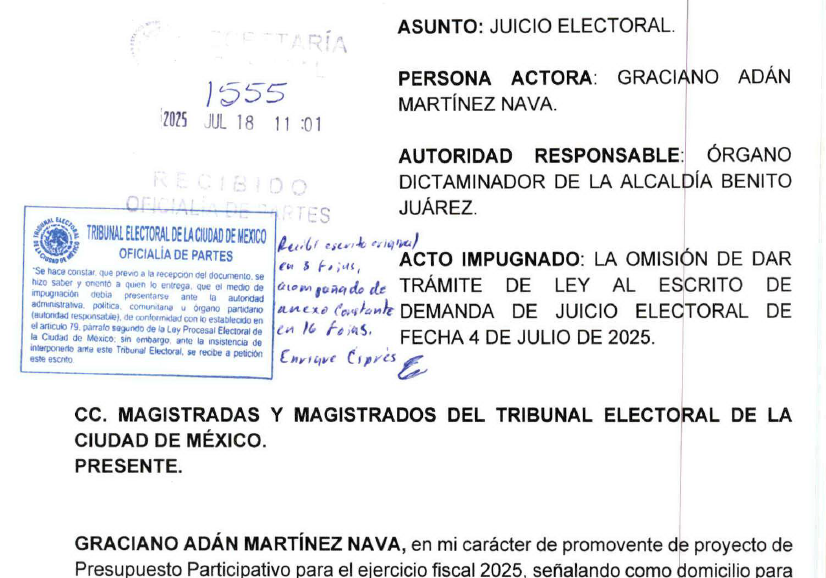 ASUNTO: JUICIO ELECTORAL.
SECRETARÍA
1555
2025 JUL 18 11:01
RECIBIDO
OFICIALÍA DE PARTES
PERSONA ACTORA: GRACIANO ADÁN
MARTÍNEZ NAVA.
AUTORIDAD RESPONSABLE: ÓRGANO
DICTAMINADOR DE LA ALCALDÍA BENITO
JUÁREZ.
TRIBUNAL ELECTORAL DE LA CIUDAD DE MÉXICO
TRIBUNAL ELECTORAL DE LA CIUDAD DE MEXICO
OFICIALÍA DE PARTES
"Se hace constar, que previo a la recepción del documento, se
hizo saber y orientó a quien lo entrega, que el medio de
impugnación debía presentarse ante la autoridad
administrativa, política, comunitaria u órgano partidario
(autoridad responsable), de conformidad con lo establecido en
el artículo 79, párrafo segundo de la Ley Procesal Electoral de
la Ciudad de México; sin embargo, ante la insistencia de
interponerlo ante este Tribunal Electoral, se recibe a petición
este escrito.
Recibí escrito original
en 8 fojas,
acompañado de
anexo constante
en 16 fojas.
Enrique Ciprés
ACTO IMPUGNADO: LA OMISIÓN DE DAR
TRÁMITE DE LEY AL ESCRITO DE
DEMANDA DE JUICIO ELECTORAL DE
FECHA 4 DE JULIO DE 2025.
CC. MAGISTRADAS Y MAGISTRADOS DEL TRIBUNAL ELECTORAL DE LA
CIUDAD DE MÉXICO.
PRESENTE.
GRACIANO ADÁN MARTÍNEZ NAVA, en mi carácter de promovente de proyecto de
Presupuesto Participativo para el ejercicio fiscal 2025, señalando como domicilio para